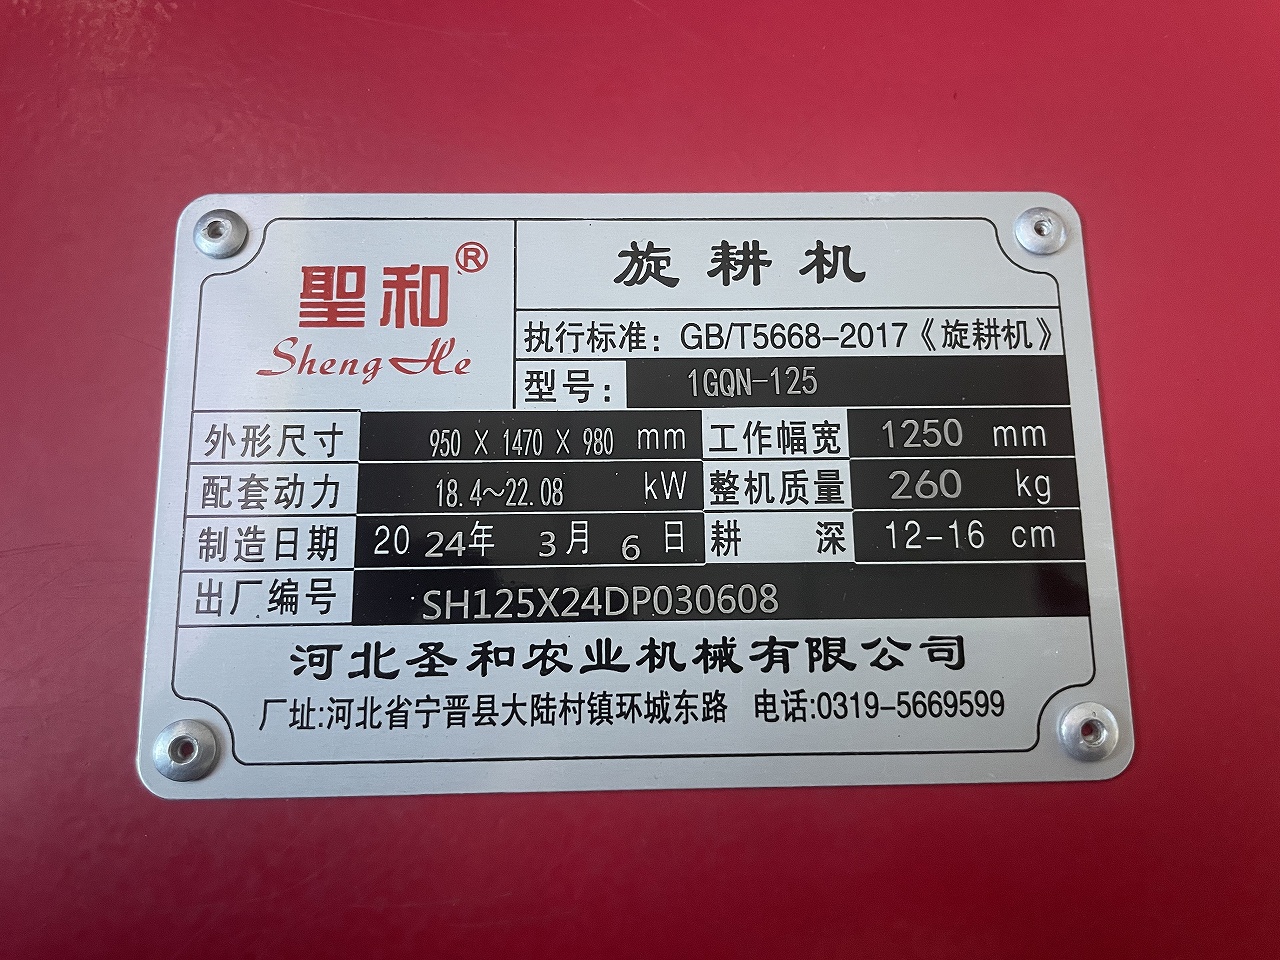 聖和®
Sheng He
旋耕机
执行标准：GB/T5668-2017《旋耕机》
型号：1GQN-125
外形尺寸 950 X 1470 X 980 mm 工作幅宽 1250 mm
配套动力 18.4~22.08 kW 整机质量 260 kg
制造日期 2024年 3月 6日 耕 深 12-16 cm
出厂编号 SH125X24DP030608
河北圣和农业机械有限公司
厂址:河北省宁晋县大陆村镇环城东路 电话:0319-5669599